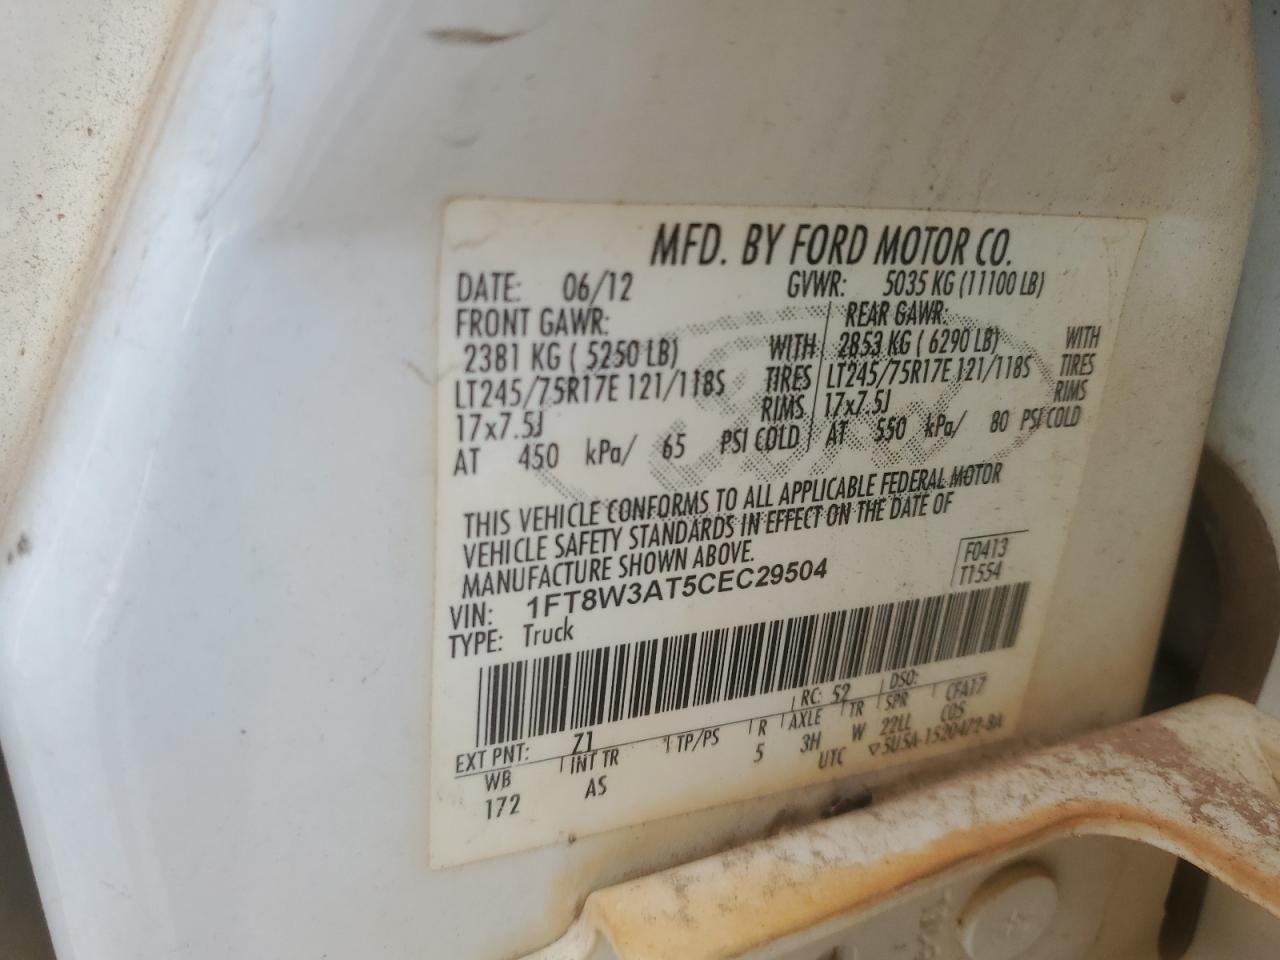 MFD. BY FORD MOTOR CO.
DATE: 06/12 GVWR: 5035 KG (11100 LB)
FRONT GAWR: REAR GAWR:
2381 KG ( 5250 LB) WITH 2853 KG ( 6290 LB) WITH
LT245/75R17E 121/118S TIRES LT245/75R17E 121/118S TIRES
17x7.5J RIMS 17x7.5J RIMS
AT 450 kPa/ 65 PSI COLD AT 550 kPa/ 80 PSI COLD
THIS VEHICLE CONFORMS TO ALL APPLICABLE FEDERAL MOTOR
VEHICLE SAFETY STANDARDS IN EFFECT ON THE DATE OF
MANUFACTURE SHOWN ABOVE.
F0413
VIN: 1FT8W3AT5CEC29504
T1554
TYPE: Truck
EXT PNT: Z1 RC: 52 DSO:
WB INT TR TP/PS R AXLE TR SPR CFA17
172 AS 5 3H W 22LL COS
UTC ▽5U5A-1520472-BA